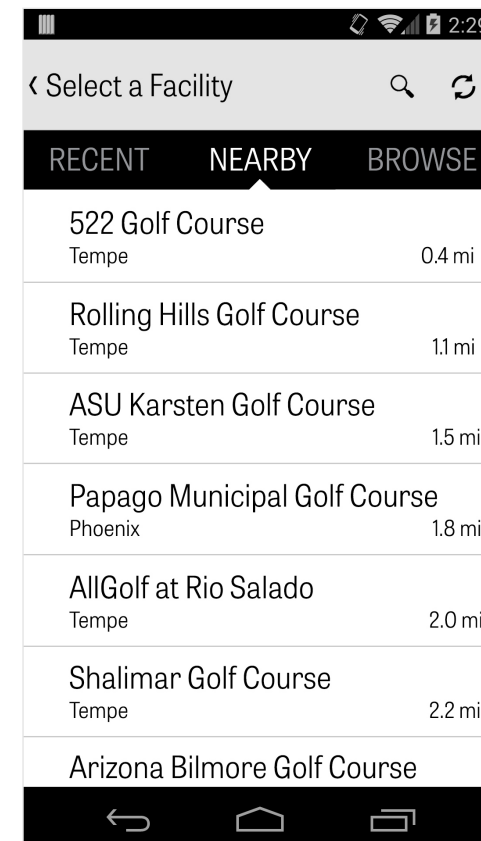 2:29
Select a Facility
RECENT NEARBY BROWSE
522 Golf Course
Tempe 0.4 mi
Rolling Hills Golf Course
Tempe 1.1 mi
ASU Karsten Golf Course
Tempe 1.5 mi
Papago Municipal Golf Course
Phoenix 1.8 mi
AllGolf at Rio Salado
Tempe 2.0 mi
Shalimar Golf Course
Tempe 2.2 mi
Arizona Bilmore Golf Course